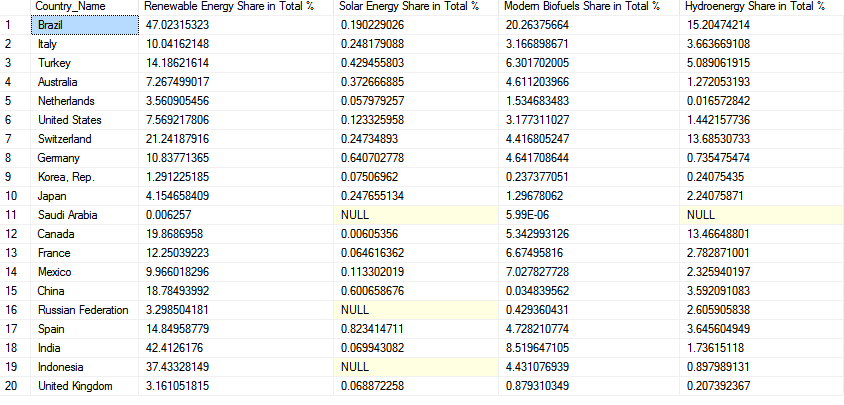 Country_Name Renewable Energy Share in Total % Solar Energy Share in Total % Modern Biofuels Share in Total % Hydroenergy Share in Total %
1 Brazil 47.02315323 0.190229026 20.26375664 15.20474214
2 Italy 10.04162148 0.248179088 3.166898671 3.663669108
3 Turkey 14.18621614 0.429455803 6.301702005 5.089061915
4 Australia 7.267499017 0.372666885 4.611203966 1.272053193
5 Netherlands 3.560905456 0.057979257 1.534683483 0.016572842
6 United States 7.569217806 0.123325958 3.177311027 1.442157736
7 Switzerland 21.24187916 0.24734893 4.416805247 13.68530733
8 Germany 10.83771365 0.640702778 4.641708644 0.735475474
9 Korea, Rep. 1.291225185 0.07506962 0.237377051 0.24075435
10 Japan 4.154658409 0.247655134 1.29678062 2.24075871
11 Saudi Arabia 0.006257 NULL 5.99E-06 NULL
12 Canada 19.8686958 0.00605356 5.342993126 13.46648801
13 France 12.25039223 0.064616362 6.67495816 2.782871001
14 Mexico 9.966018296 0.113302019 7.027827728 2.325940197
15 China 18.78493992 0.600658676 0.034839562 3.592091083
16 Russian Federation 3.298504181 NULL 0.429360431 2.605905838
17 Spain 14.84958779 0.823414711 4.728210774 3.645604949
18 India 42.4126176 0.069943082 8.519647105 1.73615118
19 Indonesia 37.43328149 NULL 4.431076939 0.897989131
20 United Kingdom 3.161051815 0.068872258 0.879310349 0.207392367